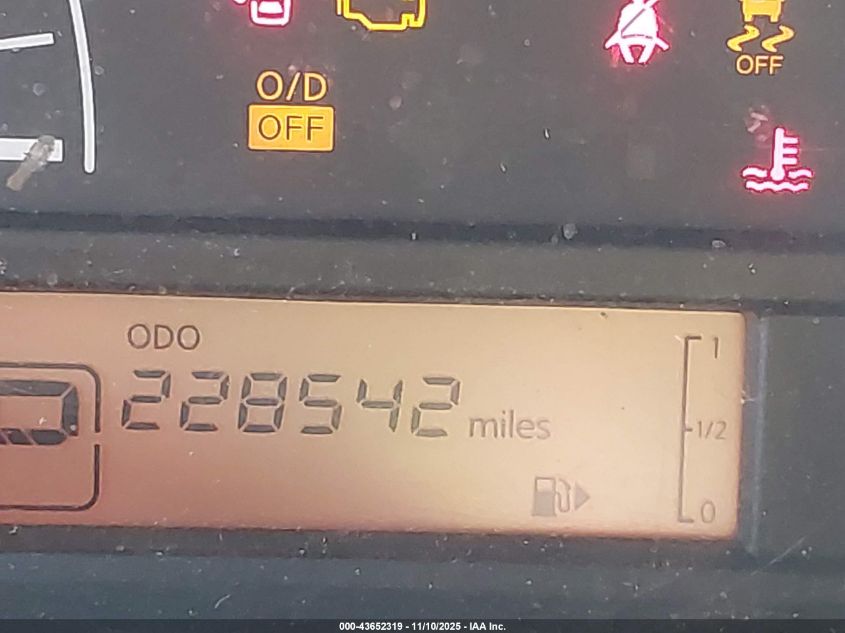 O/D
OFF
OFF
ODO
228542 miles
1
1/2
0
000-43652319 - 11/10/2025 - IAA Inc.